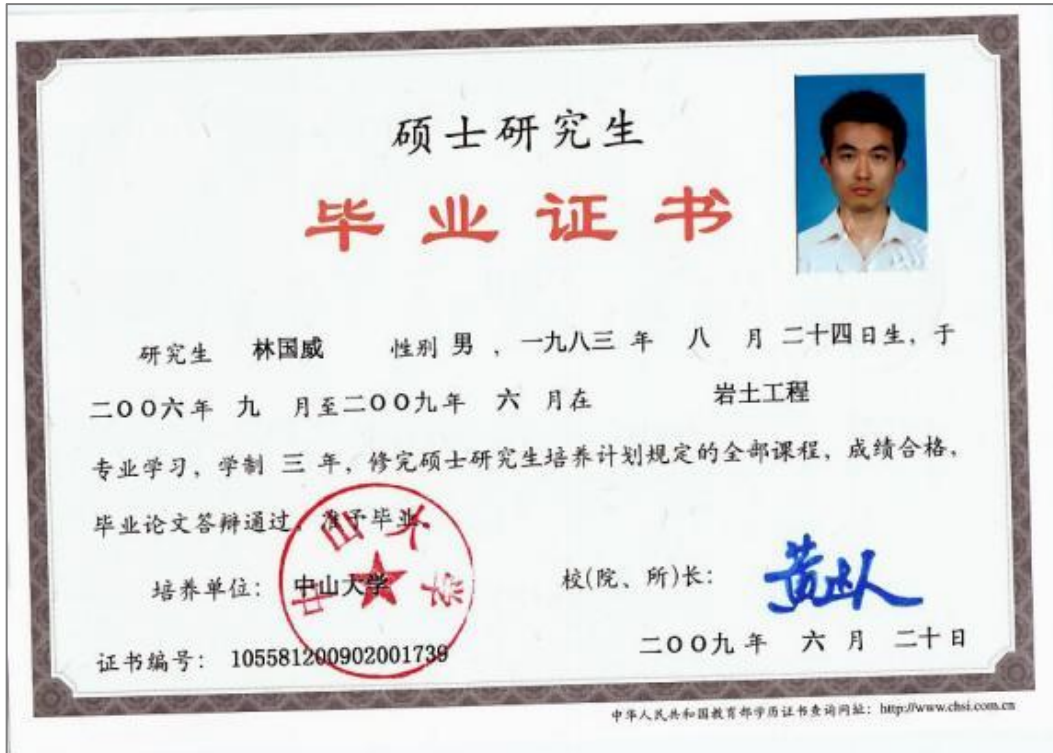 硕士研究生
毕业证书
研究生 林国威 性别 男 ，一九八三 年 八 月 二十四日生，于
二〇〇六年 九 月至二〇〇九年 六 月在 岩土工程
专业学习，学制 三 年，修完硕士研究生培养计划规定的全部课程，成绩合格，
毕业论文答辩通过，准予毕业。
培养单位： 中山大学 校(院、所)长： 黄达人
中山大学
证书编号： 105581200902001739 二〇〇九 年 六 月 二十日
中华人民共和国教育部学历证书查询网址：http://www.chsi.com.cn